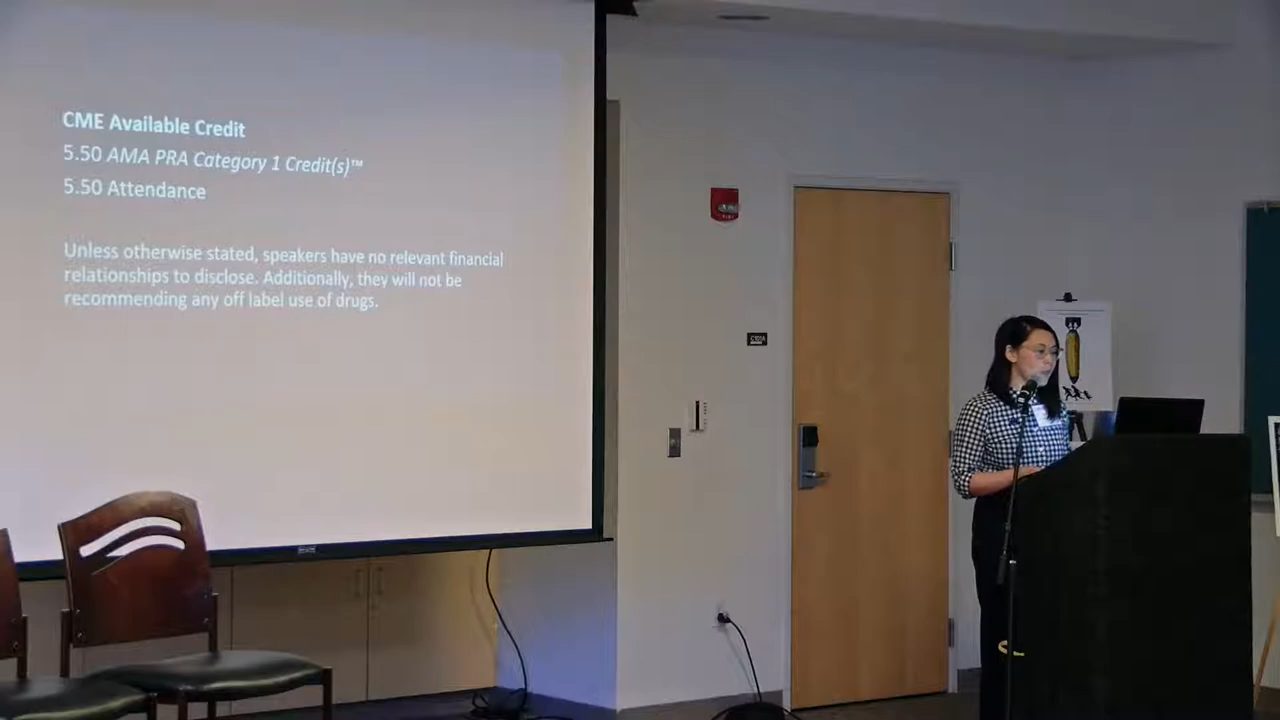 CME Available Credit
5.50 AMA PRA Category 1 Credit(s)™
5.50 Attendance
Unless otherwise stated, speakers have no relevant financial
relationships to disclose. Additionally, they will not be
recommending any off label use of drugs.